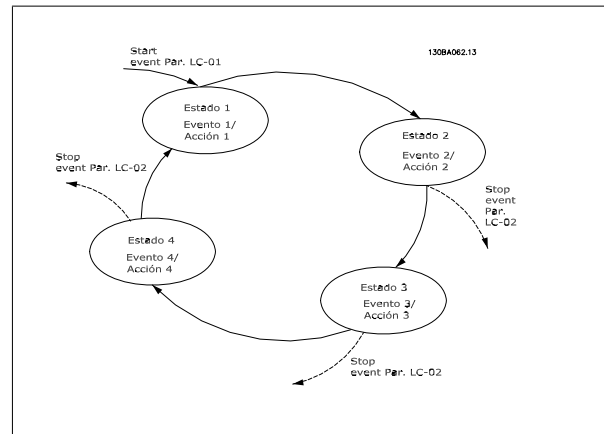 Start
event Par. LC-01
130BA062.13
Estado 1
Evento 1/
Acción 1
Estado 2
Evento 2/
Acción 2
Stop
event Par. LC-02
Stop
event
Par.
LC-02
Estado 4
Evento 4/
Acción 4
Estado 3
Evento 3/
Acción 3
Stop
event Par. LC-02